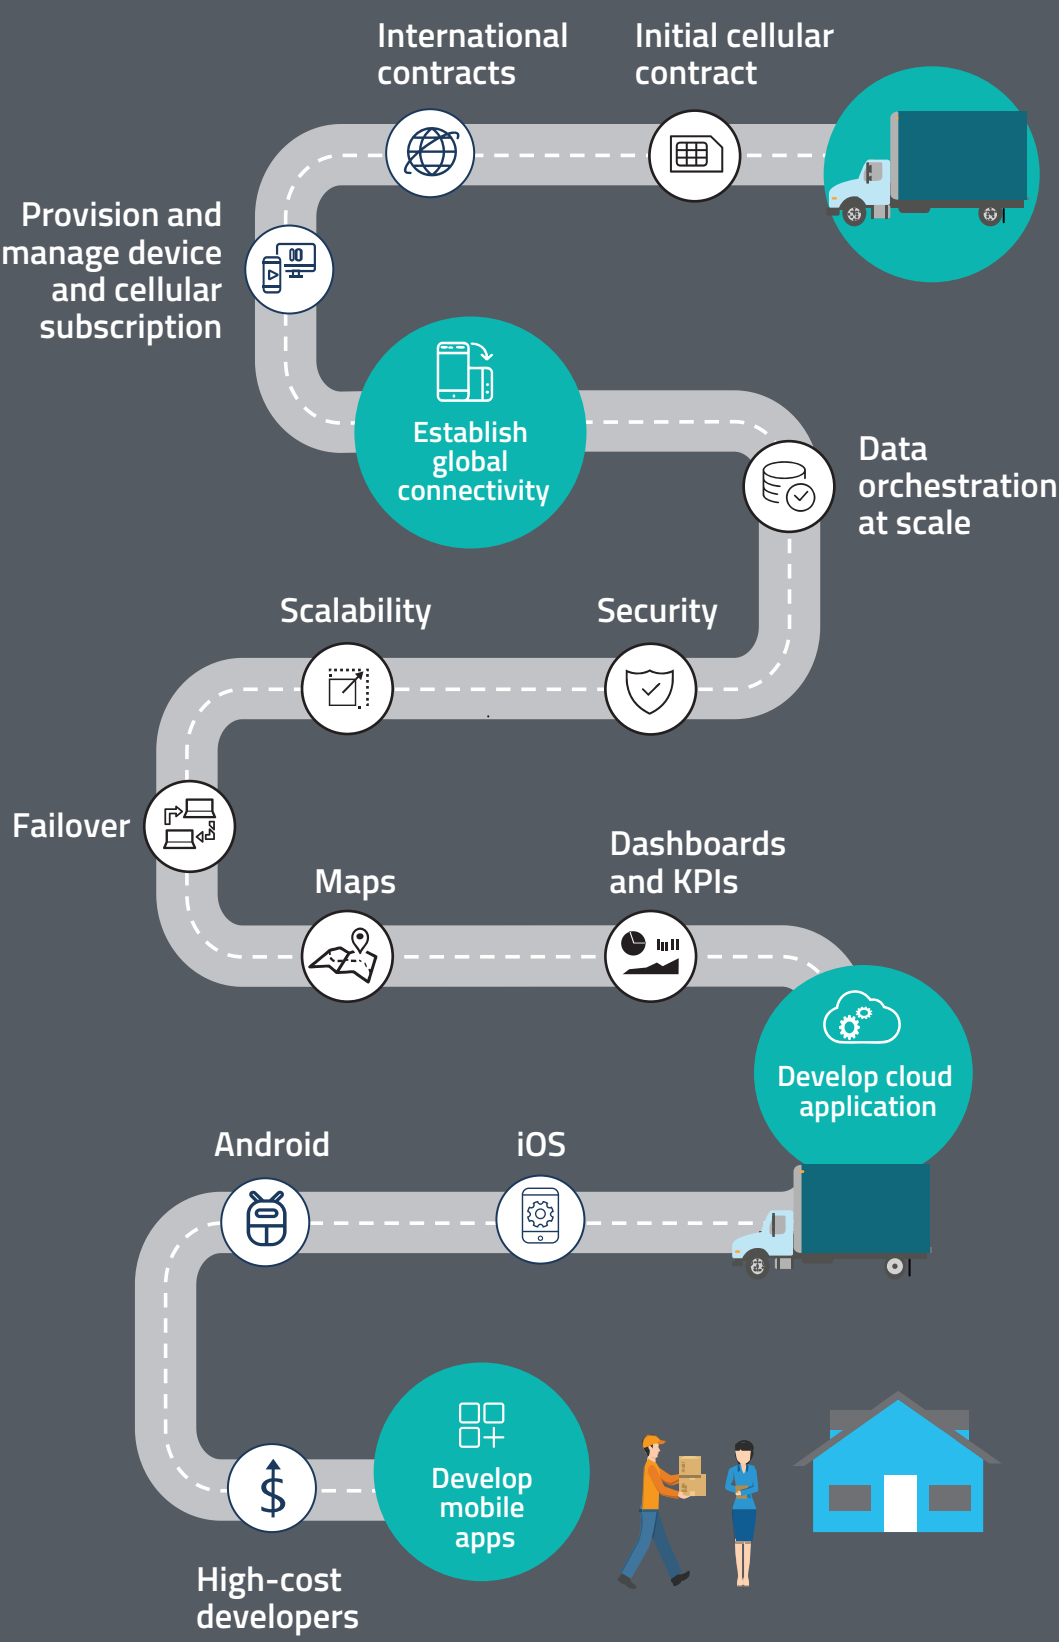 International
contracts
Initial cellular
contract
Provision and
manage device
and cellular
subscription
Establish
global
connectivity
Data
orchestration
at scale
Scalability
Security
Failover
Maps
Dashboards
and KPIs
Develop cloud
application
Android
iOS
Develop
mobile
apps
High-cost
developers